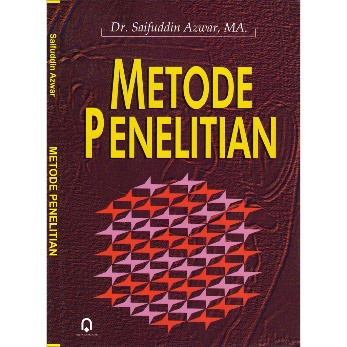 Dr. Saifuddin Azwar, MA.
METODE
PENELITIAN
Saifuddin Azwar
METODE PENELITIAN